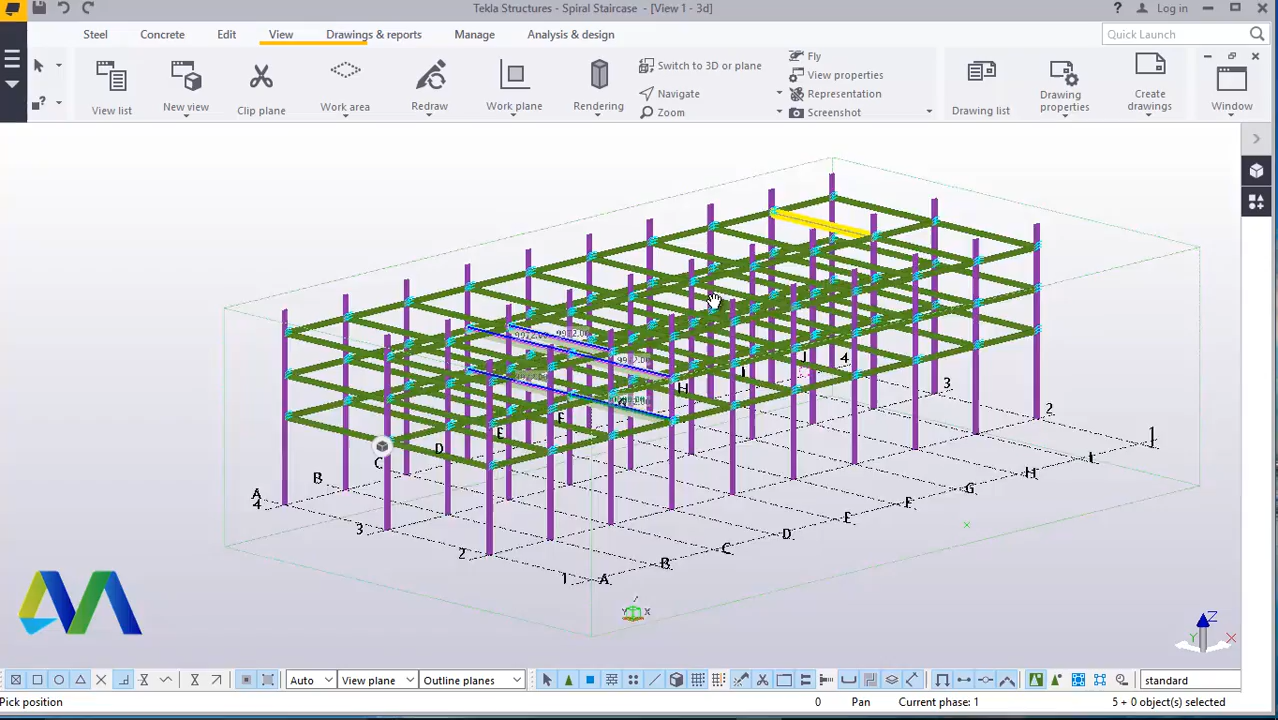 Tekla Structures - Spiral Staircase - [View 1 - 3d]
? Log in
Steel Concrete Edit View Drawings & reports Manage Analysis & design Quick Launch
View list
New view
Clip plane
Work area
Redraw
Work plane
Rendering
Switch to 3D or plane
Navigate
Zoom
Fly
View properties
Representation
Screenshot
Drawing list
Drawing properties
Create drawings
Window
H I J 4
3
2
J
C D E F
A B
4
3
2
1 A B C D E F G H I
Y X
Z
Y X
Auto View plane Outline planes standard
Pick position 0 Pan Current phase: 1 5 + 0 object(s) selected